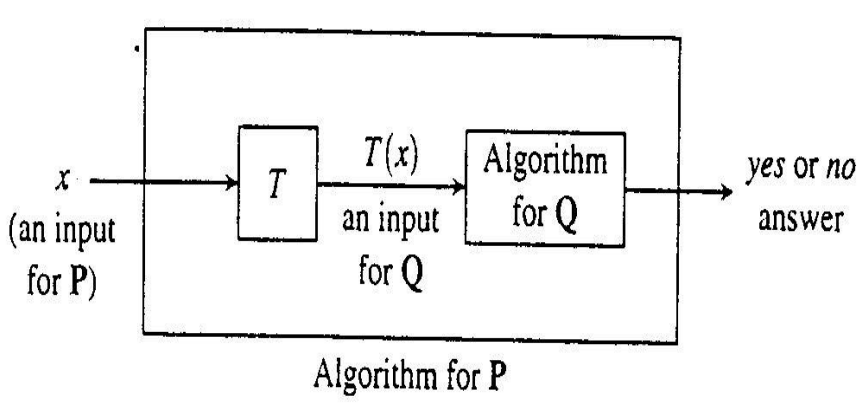 x
(an input
for P)
T
T(x)
an input
for Q
Algorithm
for Q
yes or no
answer
Algorithm for P